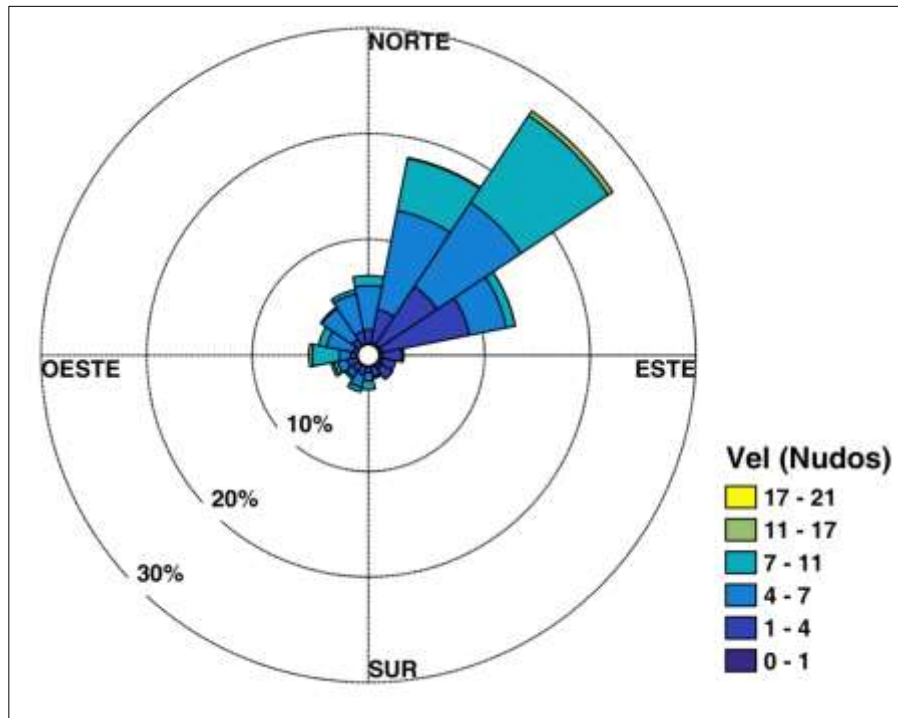 NORTE
OESTE
ESTE
10%
20%
30%
SUR
Vel (Nudos)
17 - 21
11 - 17
7 - 11
4 - 7
1 - 4
0 - 1